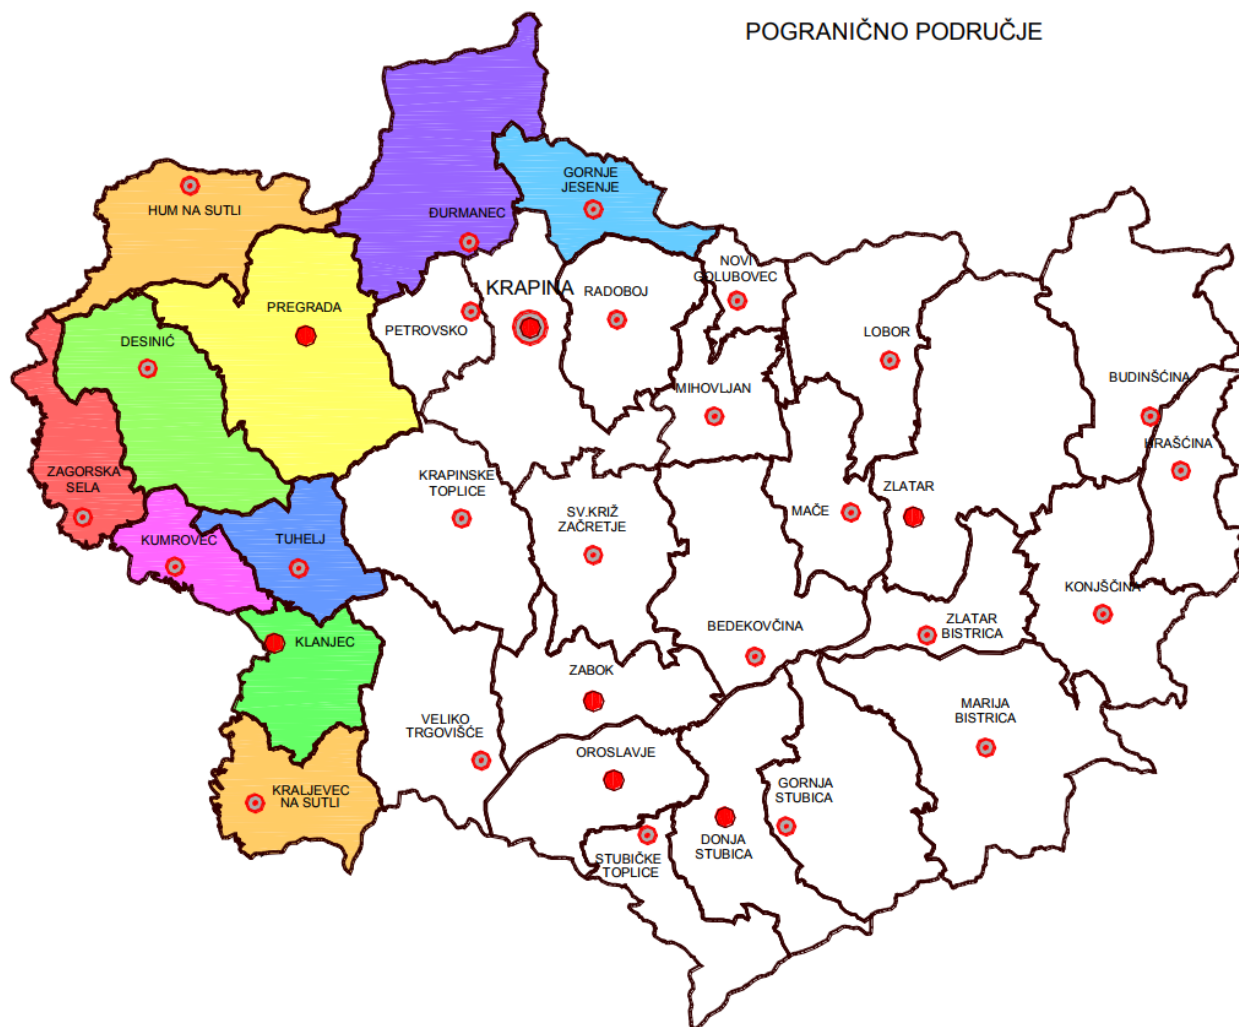 POGRANIČNO PODRUČJE
GORNJE
JESENJE
HUM NA SUTLI
ĐURMANEC
NOVI
GOLUBOVEC
KRAPINA
RADOBOJ
PREGRADA
PETROVSKO
LOBOR
DESINIĆ
BUDINŠĆINA
MIHOVLJAN
HRAŠĆINA
ZAGORSKA
SELA
KRAPINSKE
TOPLICE
SV.KRIŽ
ZAČRETJE
MAČE
ZLATAR
KUMROVEC
TUHELJ
KONJŠĆINA
ZLATAR
BISTRICA
BEDEKOVČINA
KLANJEC
ZABOK
MARIJA
BISTRICA
VELIKO
TRGOVIŠĆE
OROSLAVJE
KRALJEVEC
NA SUTLI
GORNJA
STUBICA
DONJA
STUBICA
STUBIČKE
TOPLICE